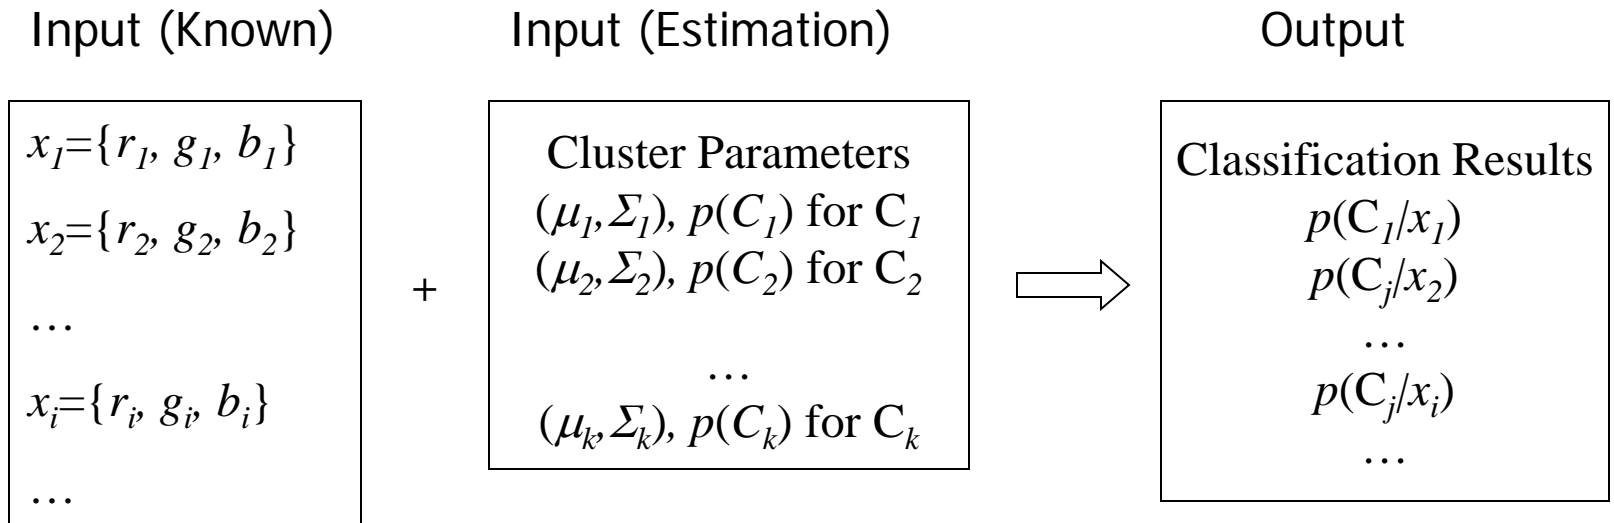 Input (Known)
x1={r1, g1, b1}
x2={r2, g2, b2}
…
xi={ri, gi, bi}
…
+
Input (Estimation)
Cluster Parameters
(μ1,Σ1), p(C1) for C1
(μ2,Σ2), p(C2) for C2
…
(μk,Σk), p(Ck) for Ck
Output
Classification Results
p(C1/x1)
p(Cj/x2)
…
p(Cj/xi)
…